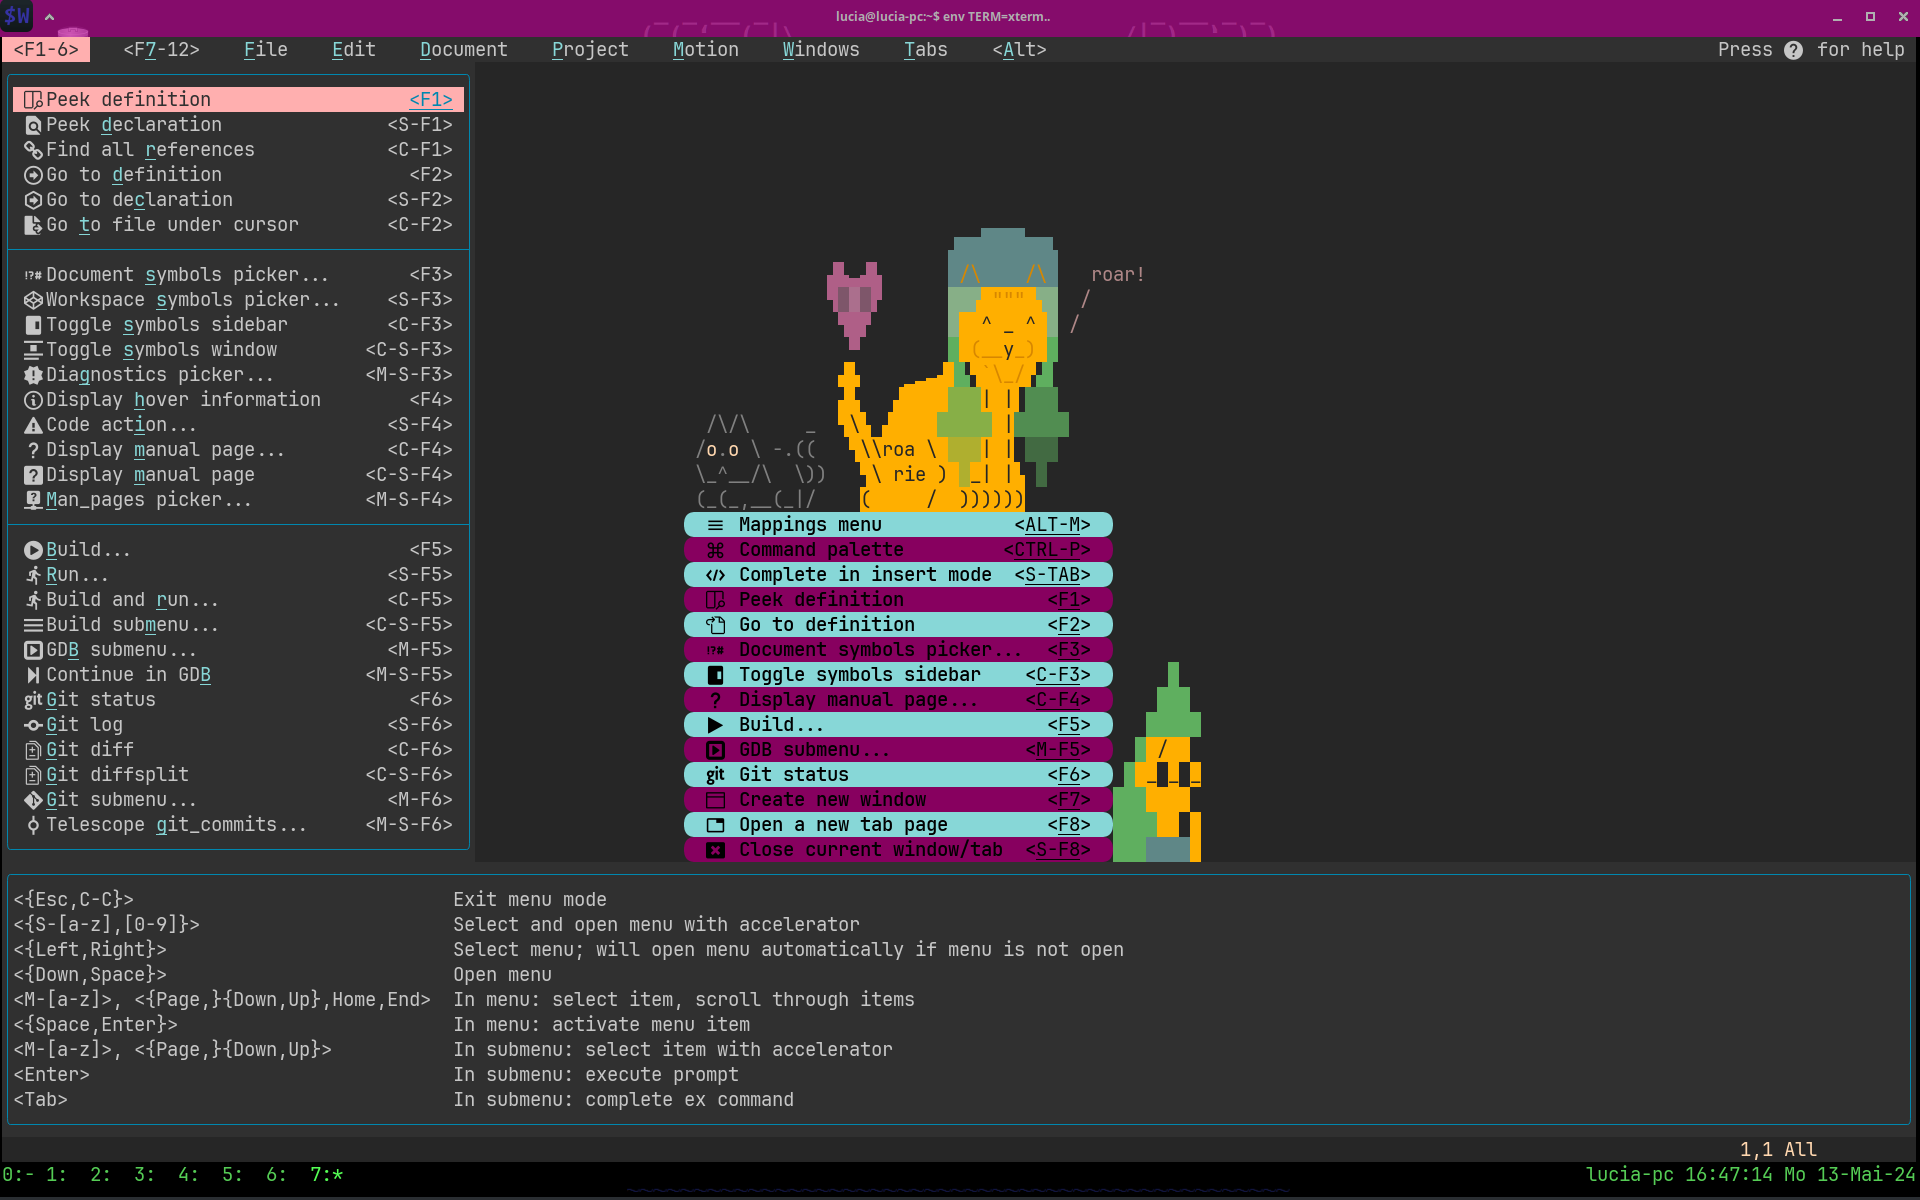 $W
lucia@lucia-pc:~$ env TERM=xterm..
<F1-6> <F7-12> File Edit Document Project Motion Windows Tabs <Alt> Press ? for help
Peek definition <F1>
Peek declaration <S-F1>
Find all references <C-F1>
Go to definition <F2>
Go to declaration <S-F2>
Go to file under cursor <C-F2>
Document symbols picker... <F3>
Workspace symbols picker... <S-F3>
Toggle symbols sidebar <C-F3>
Toggle symbols window <C-S-F3>
Diagnostics picker... <M-S-F3>
Display hover information <F4>
Code action... <S-F4>
Display manual page... <C-F4>
Display manual page <C-S-F4>
Man_pages picker... <M-S-F4>
Build... <F5>
Run... <S-F5>
Build and run... <C-F5>
Build submenu... <C-S-F5>
GDB submenu... <M-F5>
Continue in GDB <M-S-F5>
git Git status <F6>
Git log <S-F6>
Git diff <C-F6>
Git diffsplit <C-S-F6>
Git submenu... <M-F6>
Telescope git_commits... <M-S-F6>
roar!
roa
rie
Mappings menu <ALT-M>
Command palette <CTRL-P>
Complete in insert mode <S-TAB>
Peek definition <F1>
Go to definition <F2>
Document symbols picker... <F3>
Toggle symbols sidebar <C-F3>
Display manual page... <C-F4>
Build... <F5>
GDB submenu... <M-F5>
git Git status <F6>
Create new window <F7>
Open a new tab page <F8>
Close current window/tab <S-F8>
<{Esc,C-C}> Exit menu mode
<{S-[a-z],[0-9]}> Select and open menu with accelerator
<{Left,Right}> Select menu; will open menu automatically if menu is not open
<{Down,Space}> Open menu
<M-[a-z]>, <{Page,}{Down,Up},Home,End> In menu: select item, scroll through items
<{Space,Enter}> In menu: activate menu item
<M-[a-z]>, <{Page,}{Down,Up}> In submenu: select item with accelerator
<Enter> In submenu: execute prompt
<Tab> In submenu: complete ex command
1,1 All
0:- 1: 2: 3: 4: 5: 6: 7:* lucia-pc 16:47:14 Mo 13-Mai-24